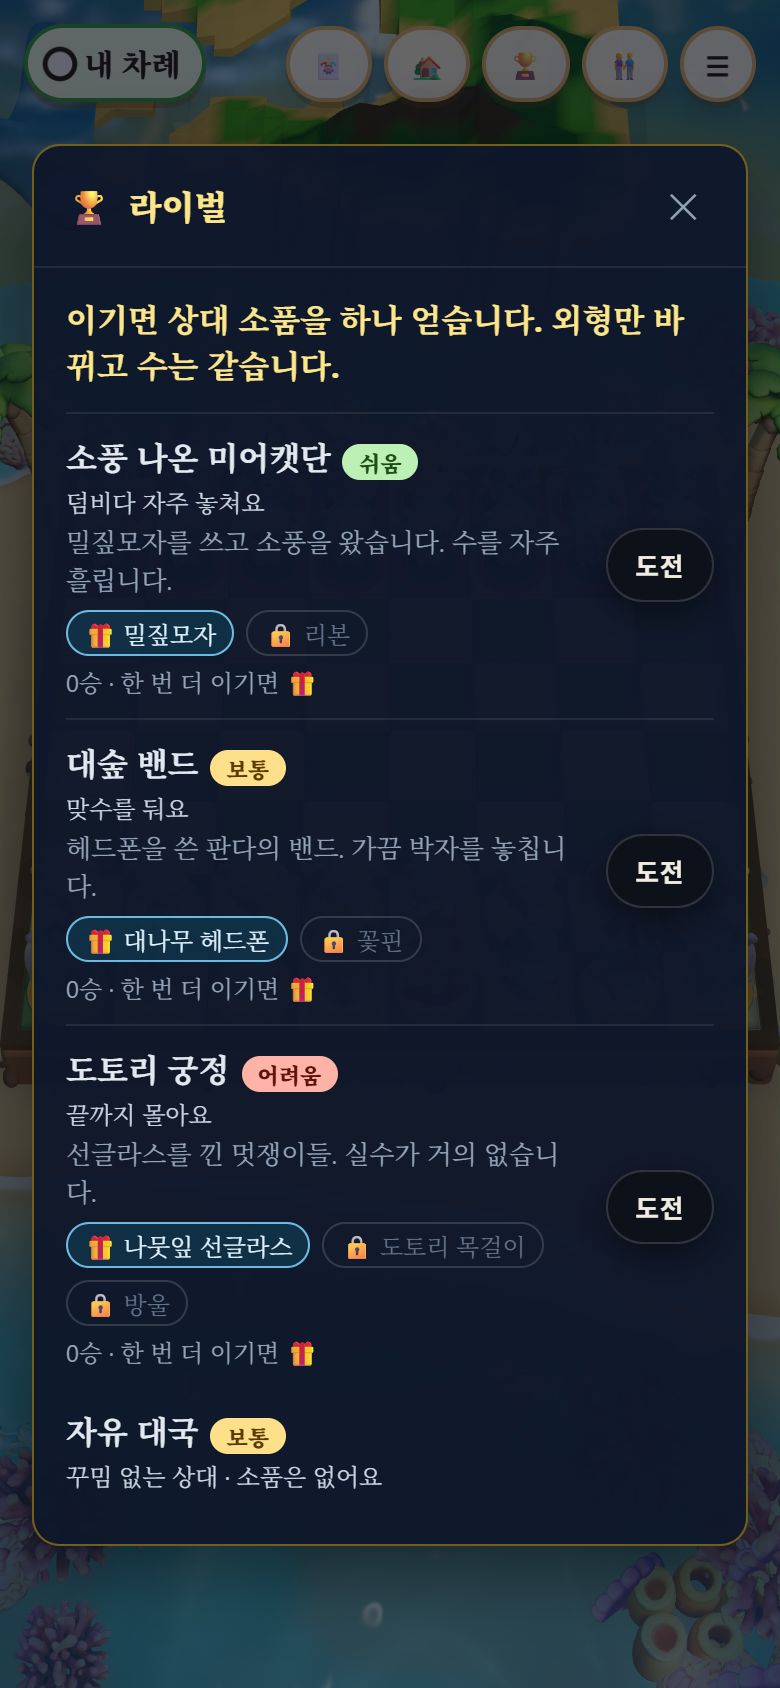 내 차례
라이벌
이기면 상대 소품을 하나 얻습니다. 외형만 바
뀌고 수는 같습니다.
소풍 나온 미어캣단 쉬움
덤비다 자주 놓쳐요
밀짚모자를 쓰고 소풍을 왔습니다. 수를 자주
흘립니다.
도전
밀짚모자 리본
0승 · 한 번 더 이기면
대숲 밴드 보통
맞수를 둬요
헤드폰을 쓴 판다의 밴드. 가끔 박자를 놓칩니
다.
도전
대나무 헤드폰 꽃핀
0승 · 한 번 더 이기면
도토리 궁정 어려움
끝까지 몰아요
선글라스를 낀 멋쟁이들. 실수가 거의 없습니
다.
도전
나뭇잎 선글라스 도토리 목걸이
방울
0승 · 한 번 더 이기면
자유 대국 보통
꾸밈 없는 상대 · 소품은 없어요